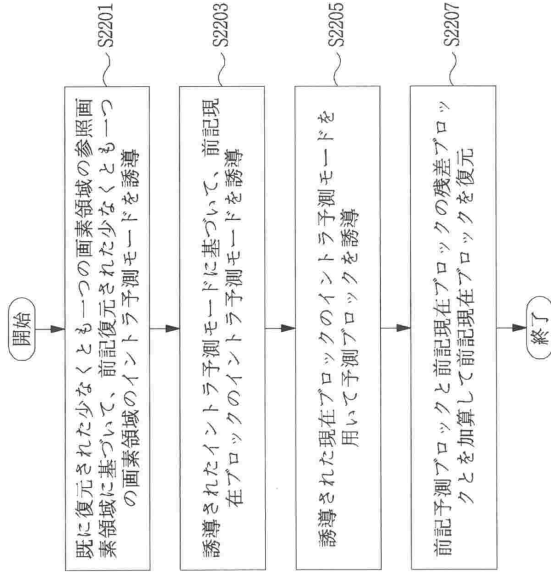 開始
既に復元された少なくとも一つの画素領域の参照画
素領域に基づいて、前記復元された少なくとも一つ
の画素領域のイントラ予測モードを誘導
S2201
誘導されたイントラ予測モードに基づいて、前記現
在ブロックのイントラ予測モードを誘導
S2203
誘導された現在ブロックのイントラ予測モードを
用いて予測ブロックを誘導
S2205
前記予測ブロックと前記現在ブロックの残差ブロッ
クとを加算して前記現在ブロックを復元
S2207
終了